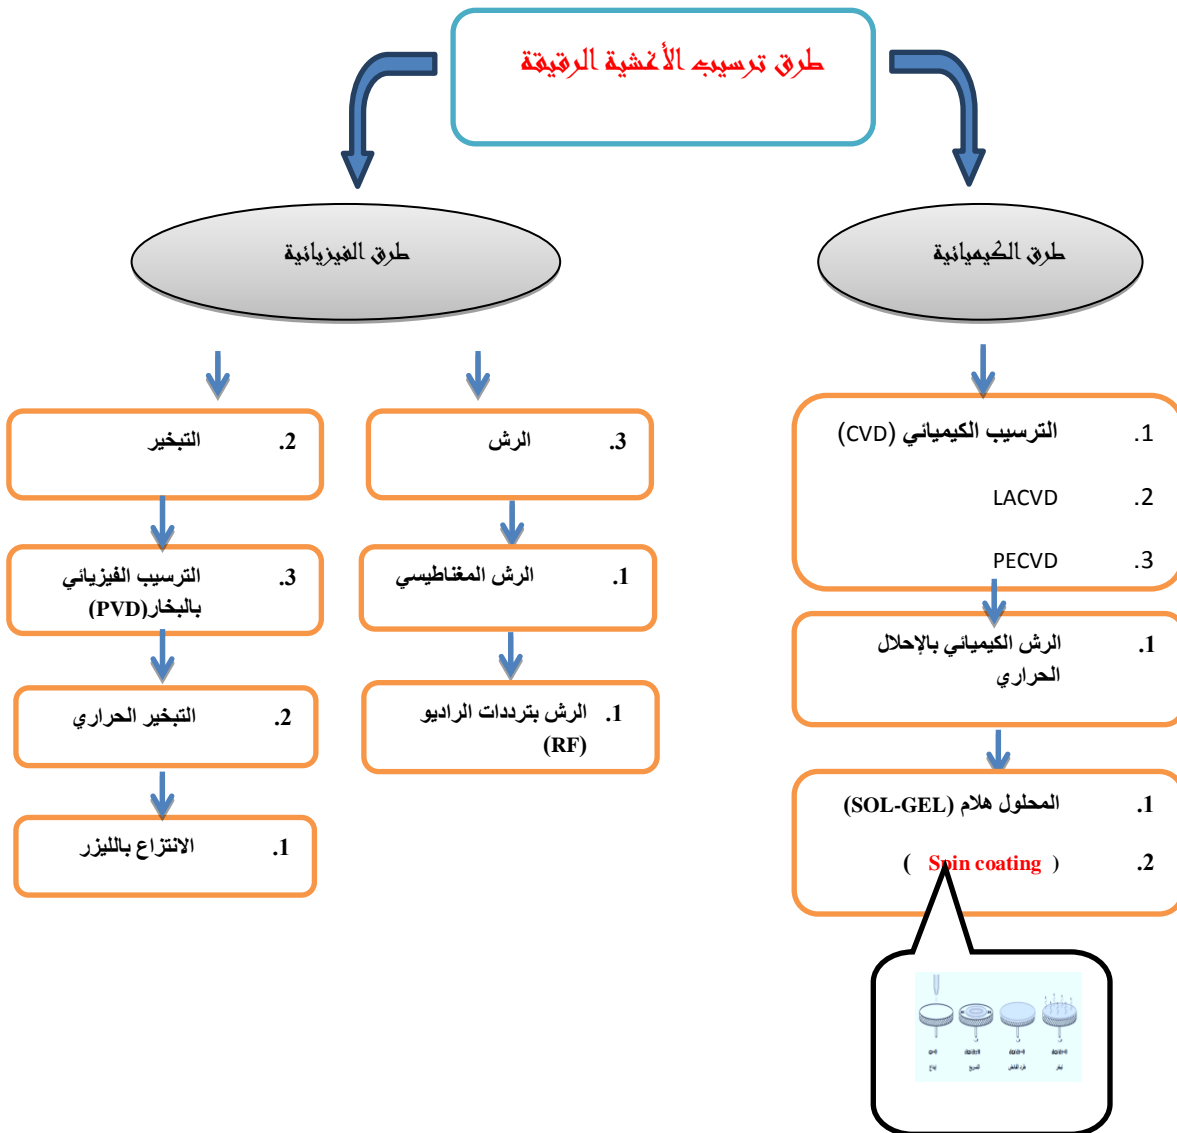 طرق ترسيب الأغشية الرقيقة
طرق الكيميائية
طرق الفيزيائية
1. الترسيب الكيميائي (CVD)
2. LACVD
3. PECVD
1. الرش الكيميائي بالإحلال
الحراري
1. المحلول هلام (SOL-GEL)
2. ( Spin coating )
3. الرش
1. الرش المغناطيسي
1. الرش بترددات الراديو
(RF)
2. التبخير
3. الترسيب الفيزيائي
بالبخار(PVD)
2. التبخير الحراري
1. الانتزاع بالليزر